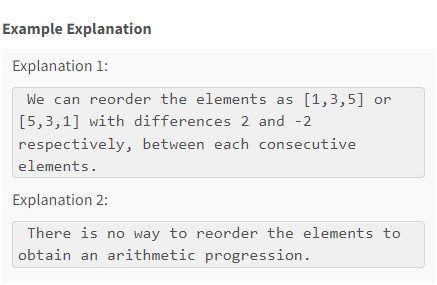 Example Explanation
Explanation 1:
We can reorder the elements as [1,3,5] or
[5,3,1] with differences 2 and -2
respectively, between each consecutive
elements.
Explanation 2:
There is no way to reorder the elements to
obtain an arithmetic progression.